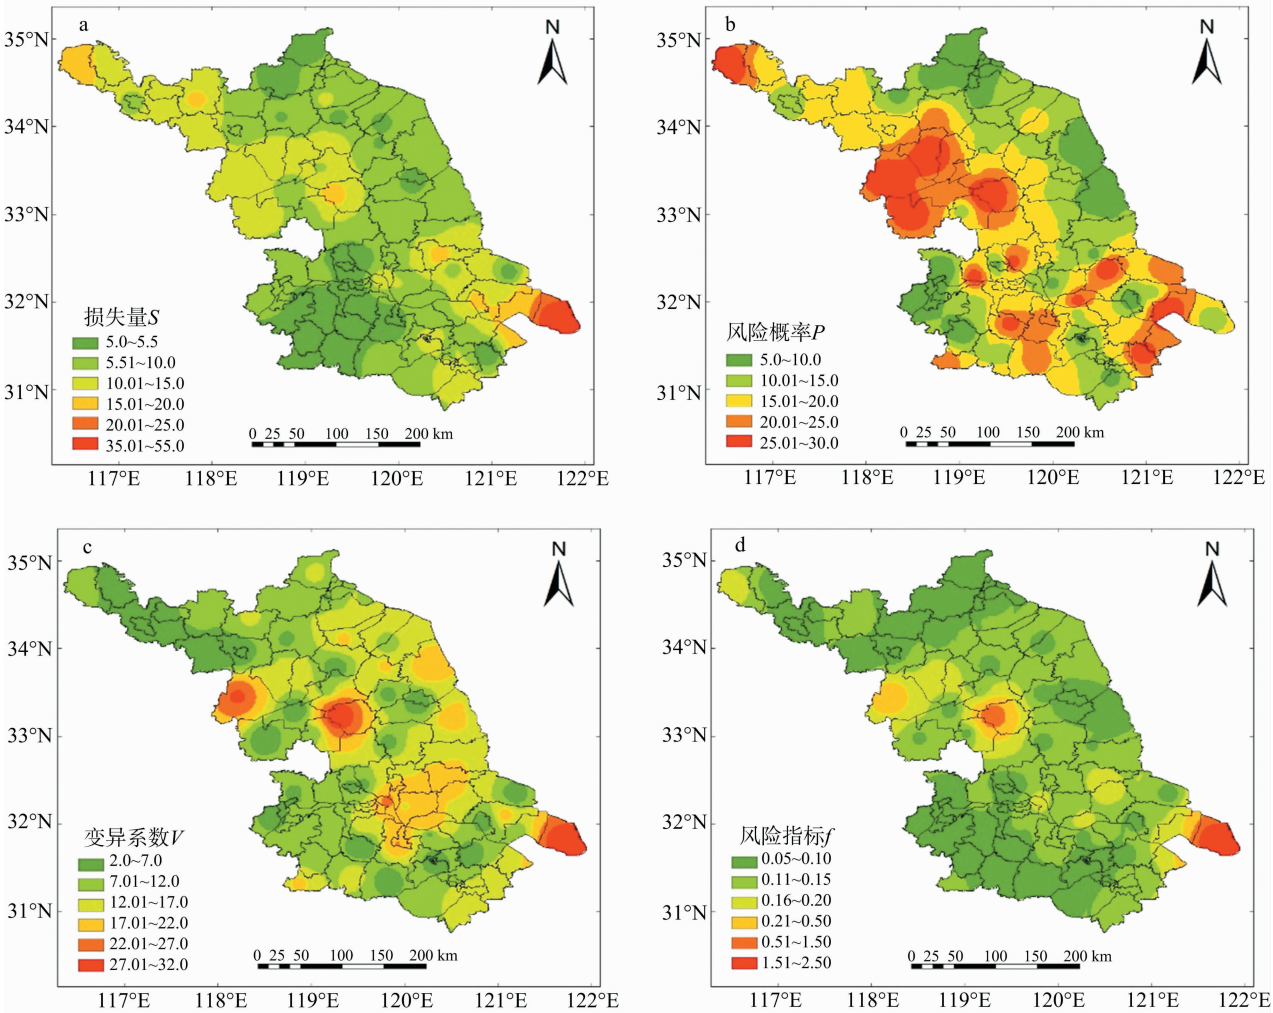 a
N
35°N
34°N
33°N
32°N
31°N
损失量S
5.0~5.5
5.51~10.0
10.01~15.0
15.01~20.0
20.01~25.0
35.01~55.0
0 25 50 100 150 200 km
117°E 118°E 119°E 120°E 121°E 122°E
b
N
35°N
34°N
33°N
32°N
31°N
风险概率P
5.0~10.0
10.01~15.0
15.01~20.0
20.01~25.0
25.01~30.0
0 25 50 100 150 200 km
117°E 118°E 119°E 120°E 121°E 122°E
c
N
35°N
34°N
33°N
32°N
31°N
变异系数V
2.0~7.0
7.01~12.0
12.01~17.0
17.01~22.0
22.01~27.0
27.01~32.0
0 25 50 100 150 200 km
117°E 118°E 119°E 120°E 121°E 122°E
d
N
35°N
34°N
33°N
32°N
31°N
风险指标f
0.05~0.10
0.11~0.15
0.16~0.20
0.21~0.50
0.51~1.50
1.51~2.50
0 25 50 100 150 200 km
117°E 118°E 119°E 120°E 121°E 122°E